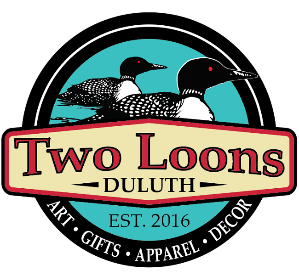 Two Loons
DULUTH
EST. 2016
ART • GIFTS • APPAREL • DECOR